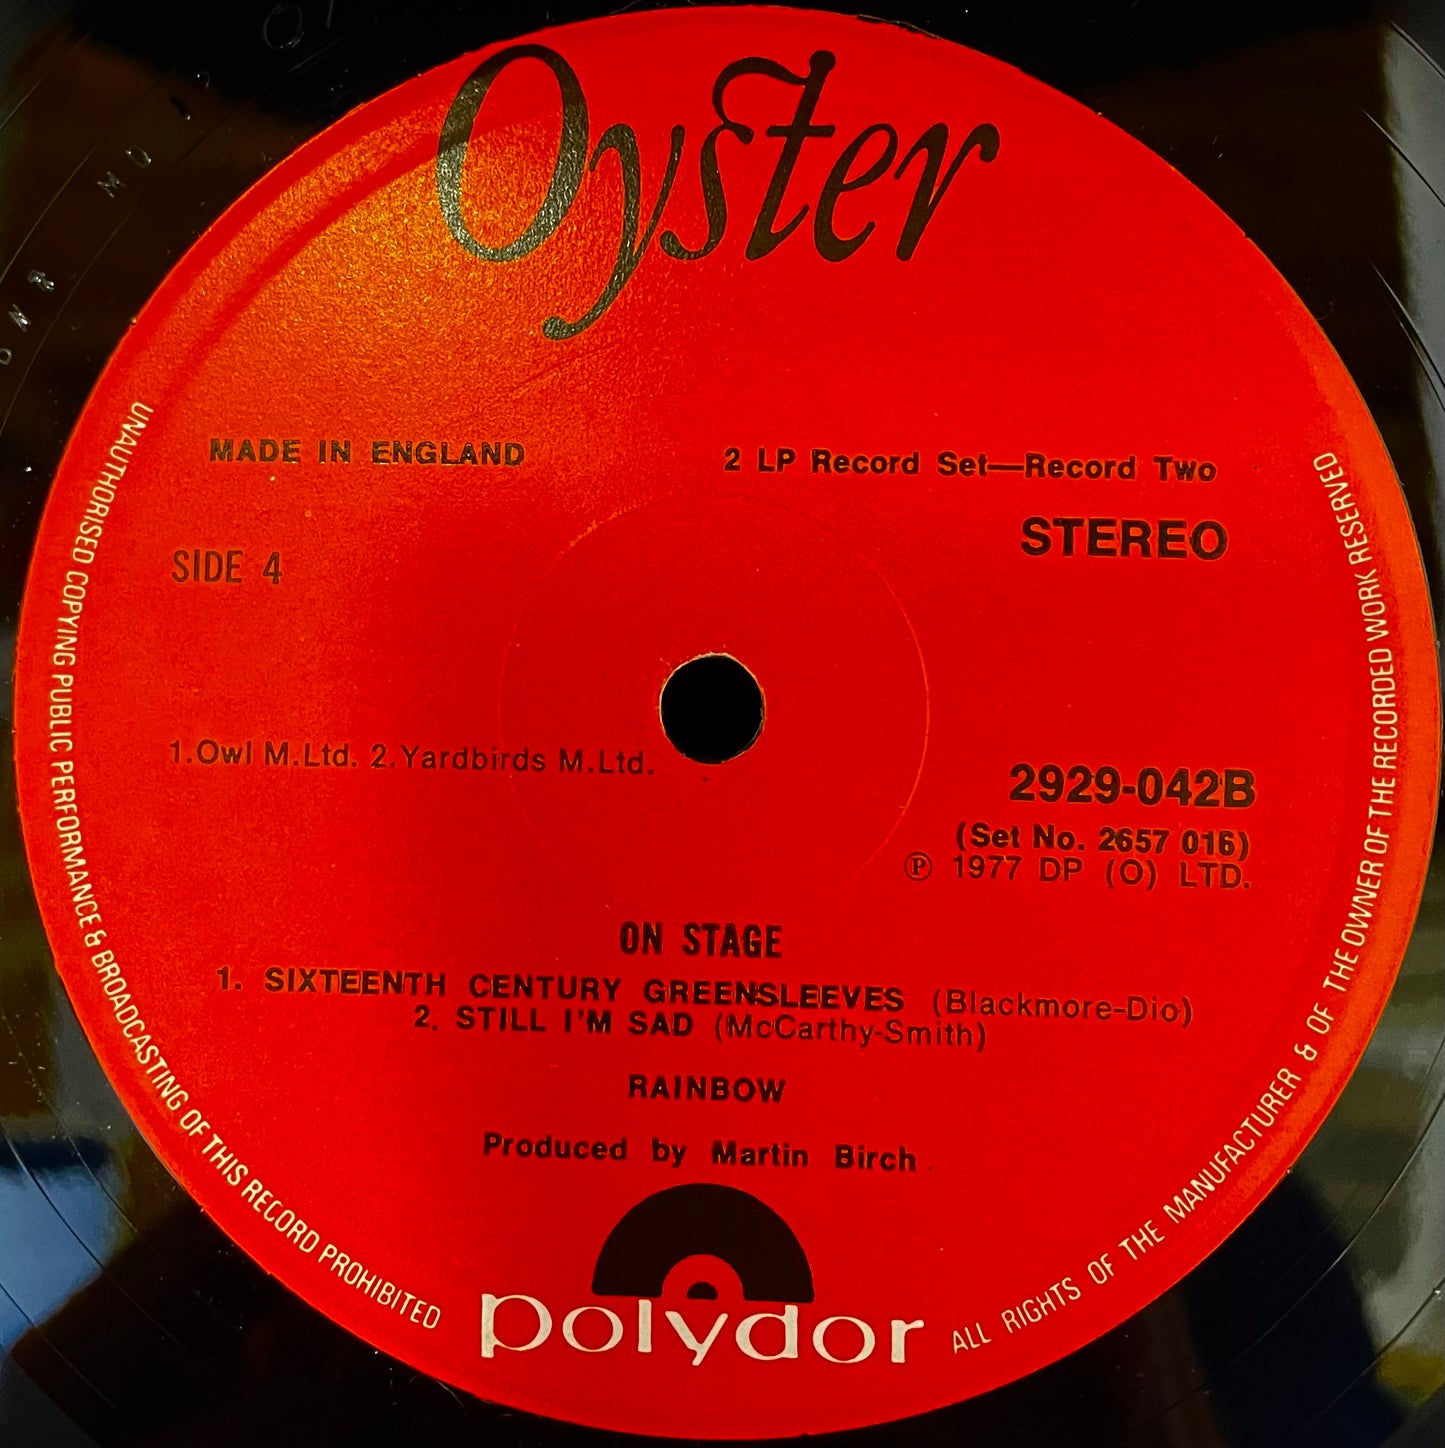 Oyster
MADE IN ENGLAND
2 LP Record Set—Record Two
STEREO
SIDE 4
1.Owl M.Ltd. 2.Yardbirds M.Ltd.
2929-042B
(Set No. 2657 016)
℗ 1977 DP (O) LTD.
ON STAGE
1. SIXTEENTH CENTURY GREENSLEEVES (Blackmore-Dio)
2. STILL I'M SAD (McCarthy-Smith)
RAINBOW
Produced by Martin Birch
polydor
UNAUTHORISED COPYING PUBLIC PERFORMANCE & BROADCASTING OF THIS RECORD PROHIBITED
ALL RIGHTS OF THE MANUFACTURER & OF THE OWNER OF THE RECORDED WORK RESERVED